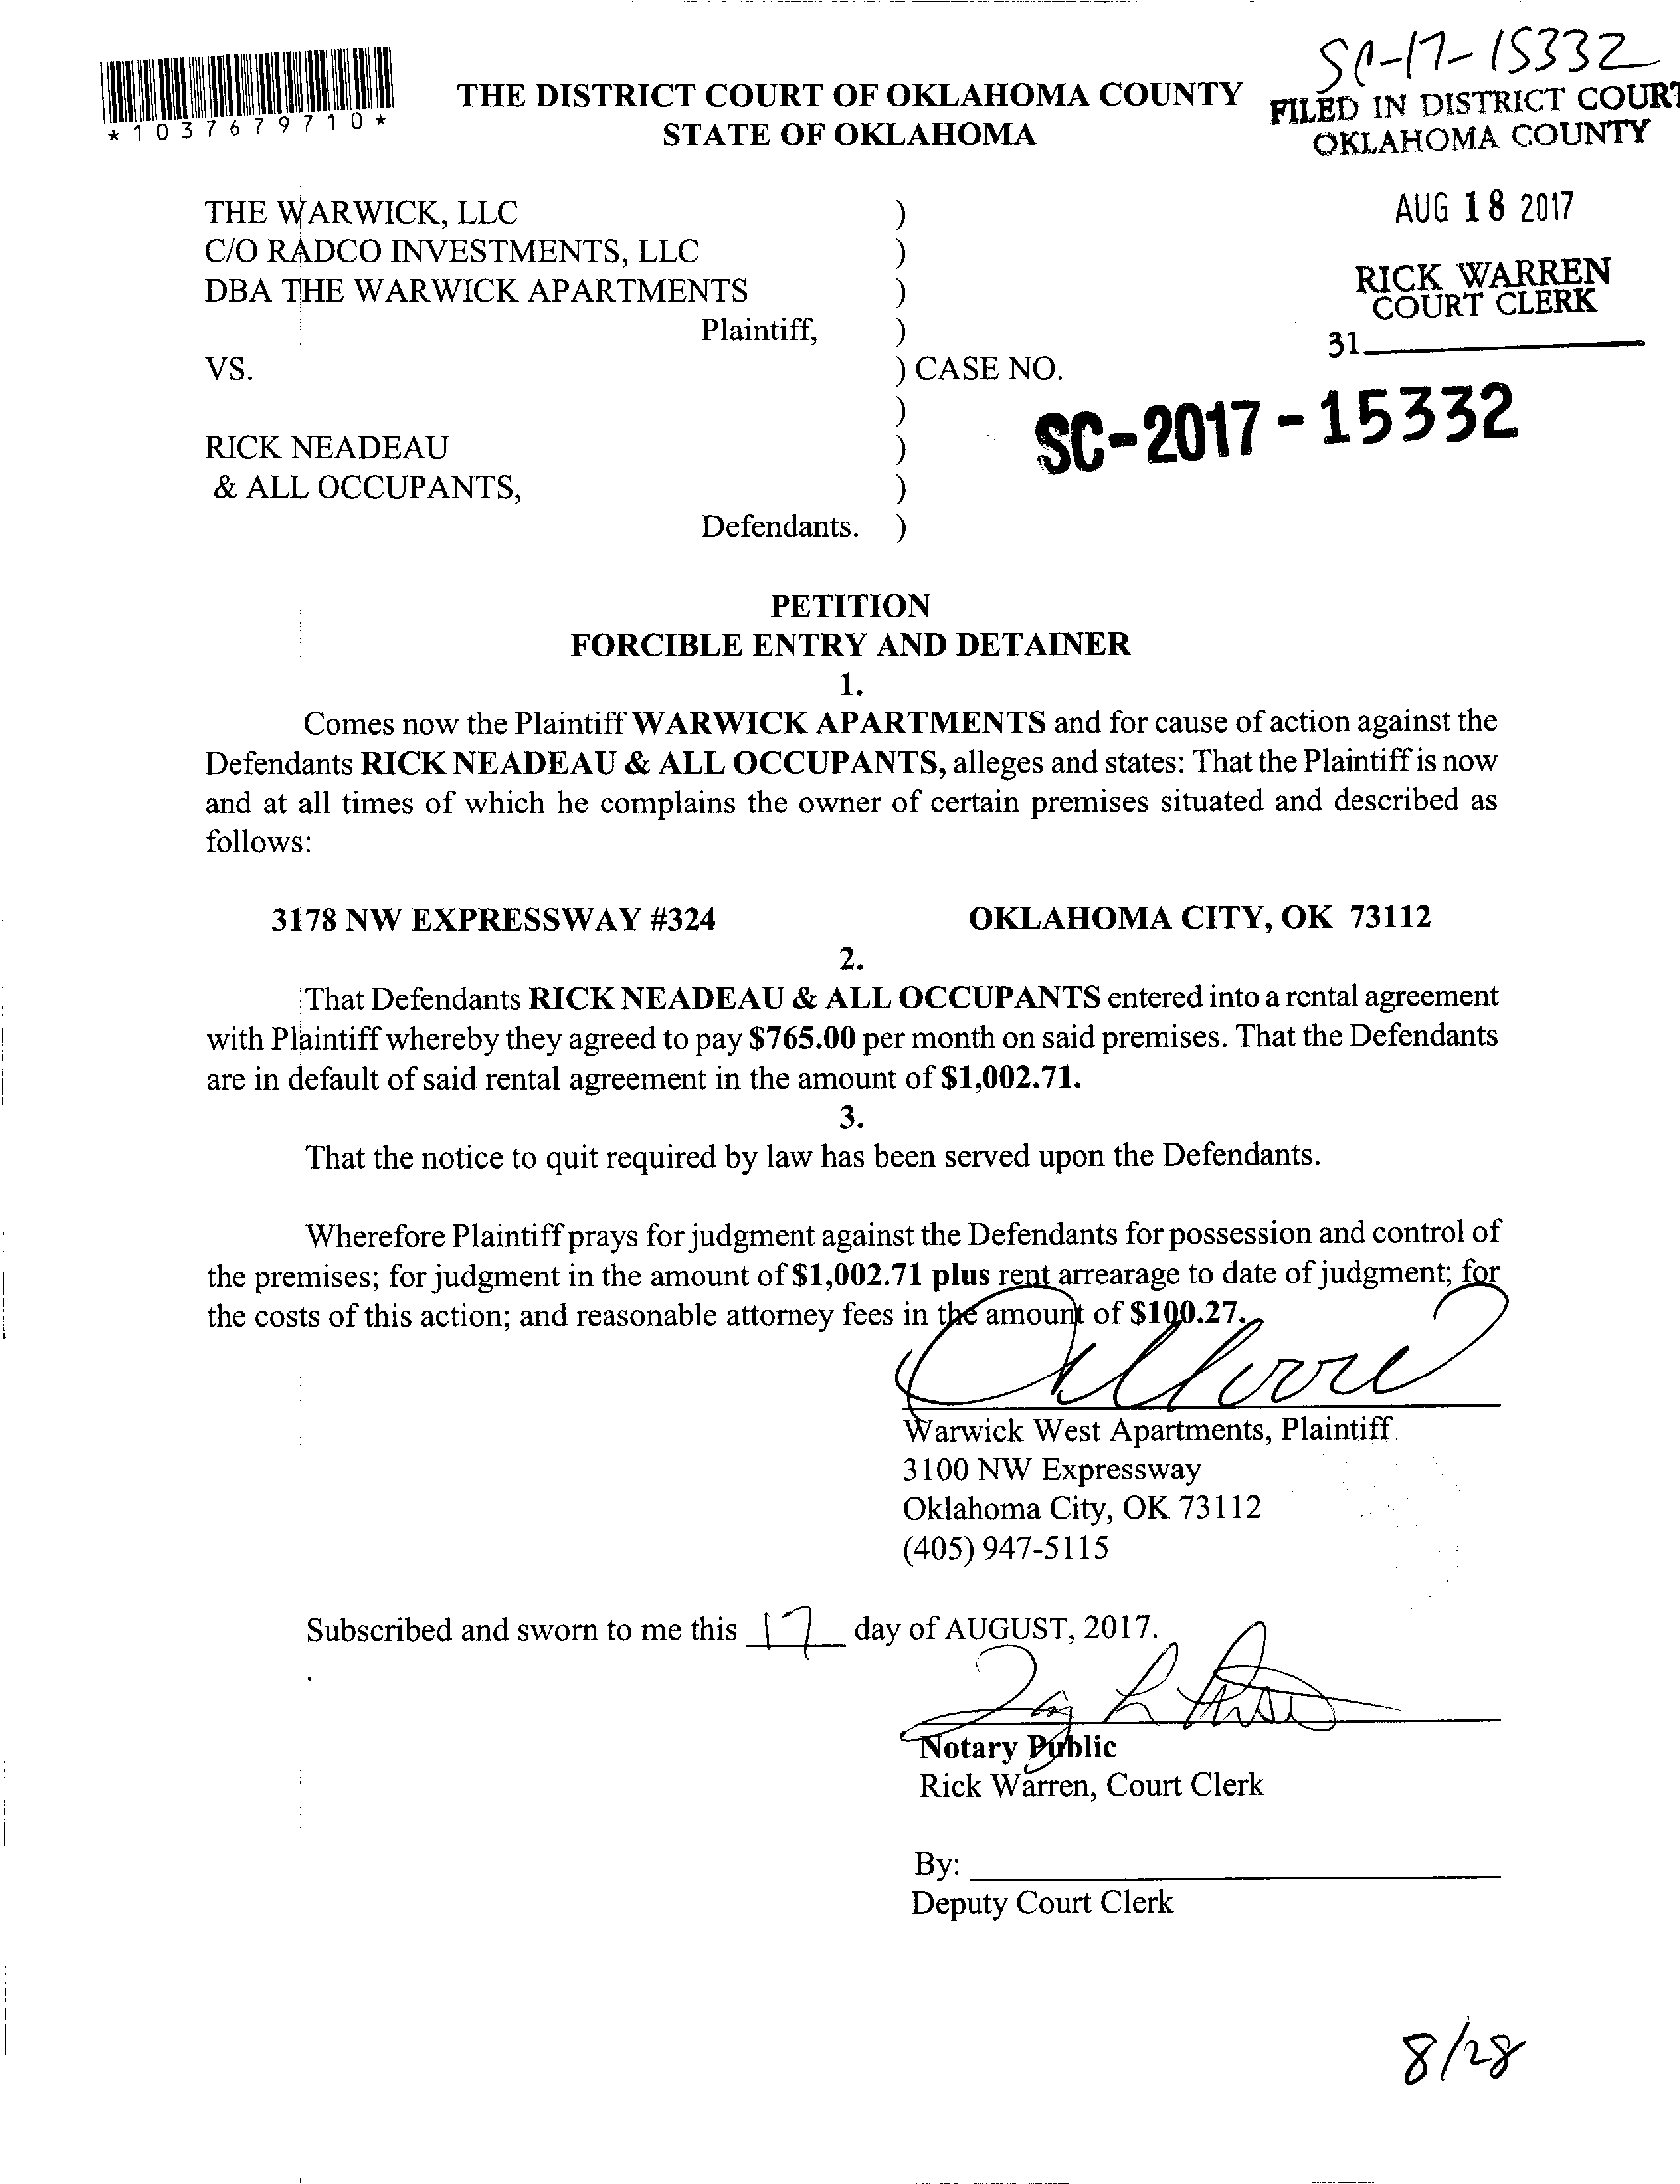 SC-17-15332
*1037679710*
THE DISTRICT COURT OF OKLAHOMA COUNTY
STATE OF OKLAHOMA
FILED IN DISTRICT COURT
OKLAHOMA COUNTY
AUG 18 2017
RICK WARREN
COURT CLERK
31
THE WARWICK, LLC )
C/O RADCO INVESTMENTS, LLC )
DBA THE WARWICK APARTMENTS )
Plaintiff, )
VS. ) CASE NO.
)
SC-2017-15332
RICK NEADEAU )
& ALL OCCUPANTS, )
Defendants. )
PETITION
FORCIBLE ENTRY AND DETAINER
1.
Comes now the Plaintiff WARWICK APARTMENTS and for cause of action against the
Defendants RICK NEADEAU & ALL OCCUPANTS, alleges and states: That the Plaintiff is now
and at all times of which he complains the owner of certain premises situated and described as
follows:
3178 NW EXPRESSWAY #324 OKLAHOMA CITY, OK 73112
2.
That Defendants RICK NEADEAU & ALL OCCUPANTS entered into a rental agreement
with Plaintiff whereby they agreed to pay $765.00 per month on said premises. That the Defendants
are in default of said rental agreement in the amount of $1,002.71.
3.
That the notice to quit required by law has been served upon the Defendants.
Wherefore Plaintiff prays for judgment against the Defendants for possession and control of
the premises; for judgment in the amount of $1,002.71 plus rent arrearage to date of judgment; for
the costs of this action; and reasonable attorney fees in the amount of $100.27.
Warwick West Apartments, Plaintiff
3100 NW Expressway
Oklahoma City, OK 73112
(405) 947-5115
Subscribed and sworn to me this 17 day of AUGUST, 2017.
Notary Public
Rick Warren, Court Clerk
By:
Deputy Court Clerk
8/28